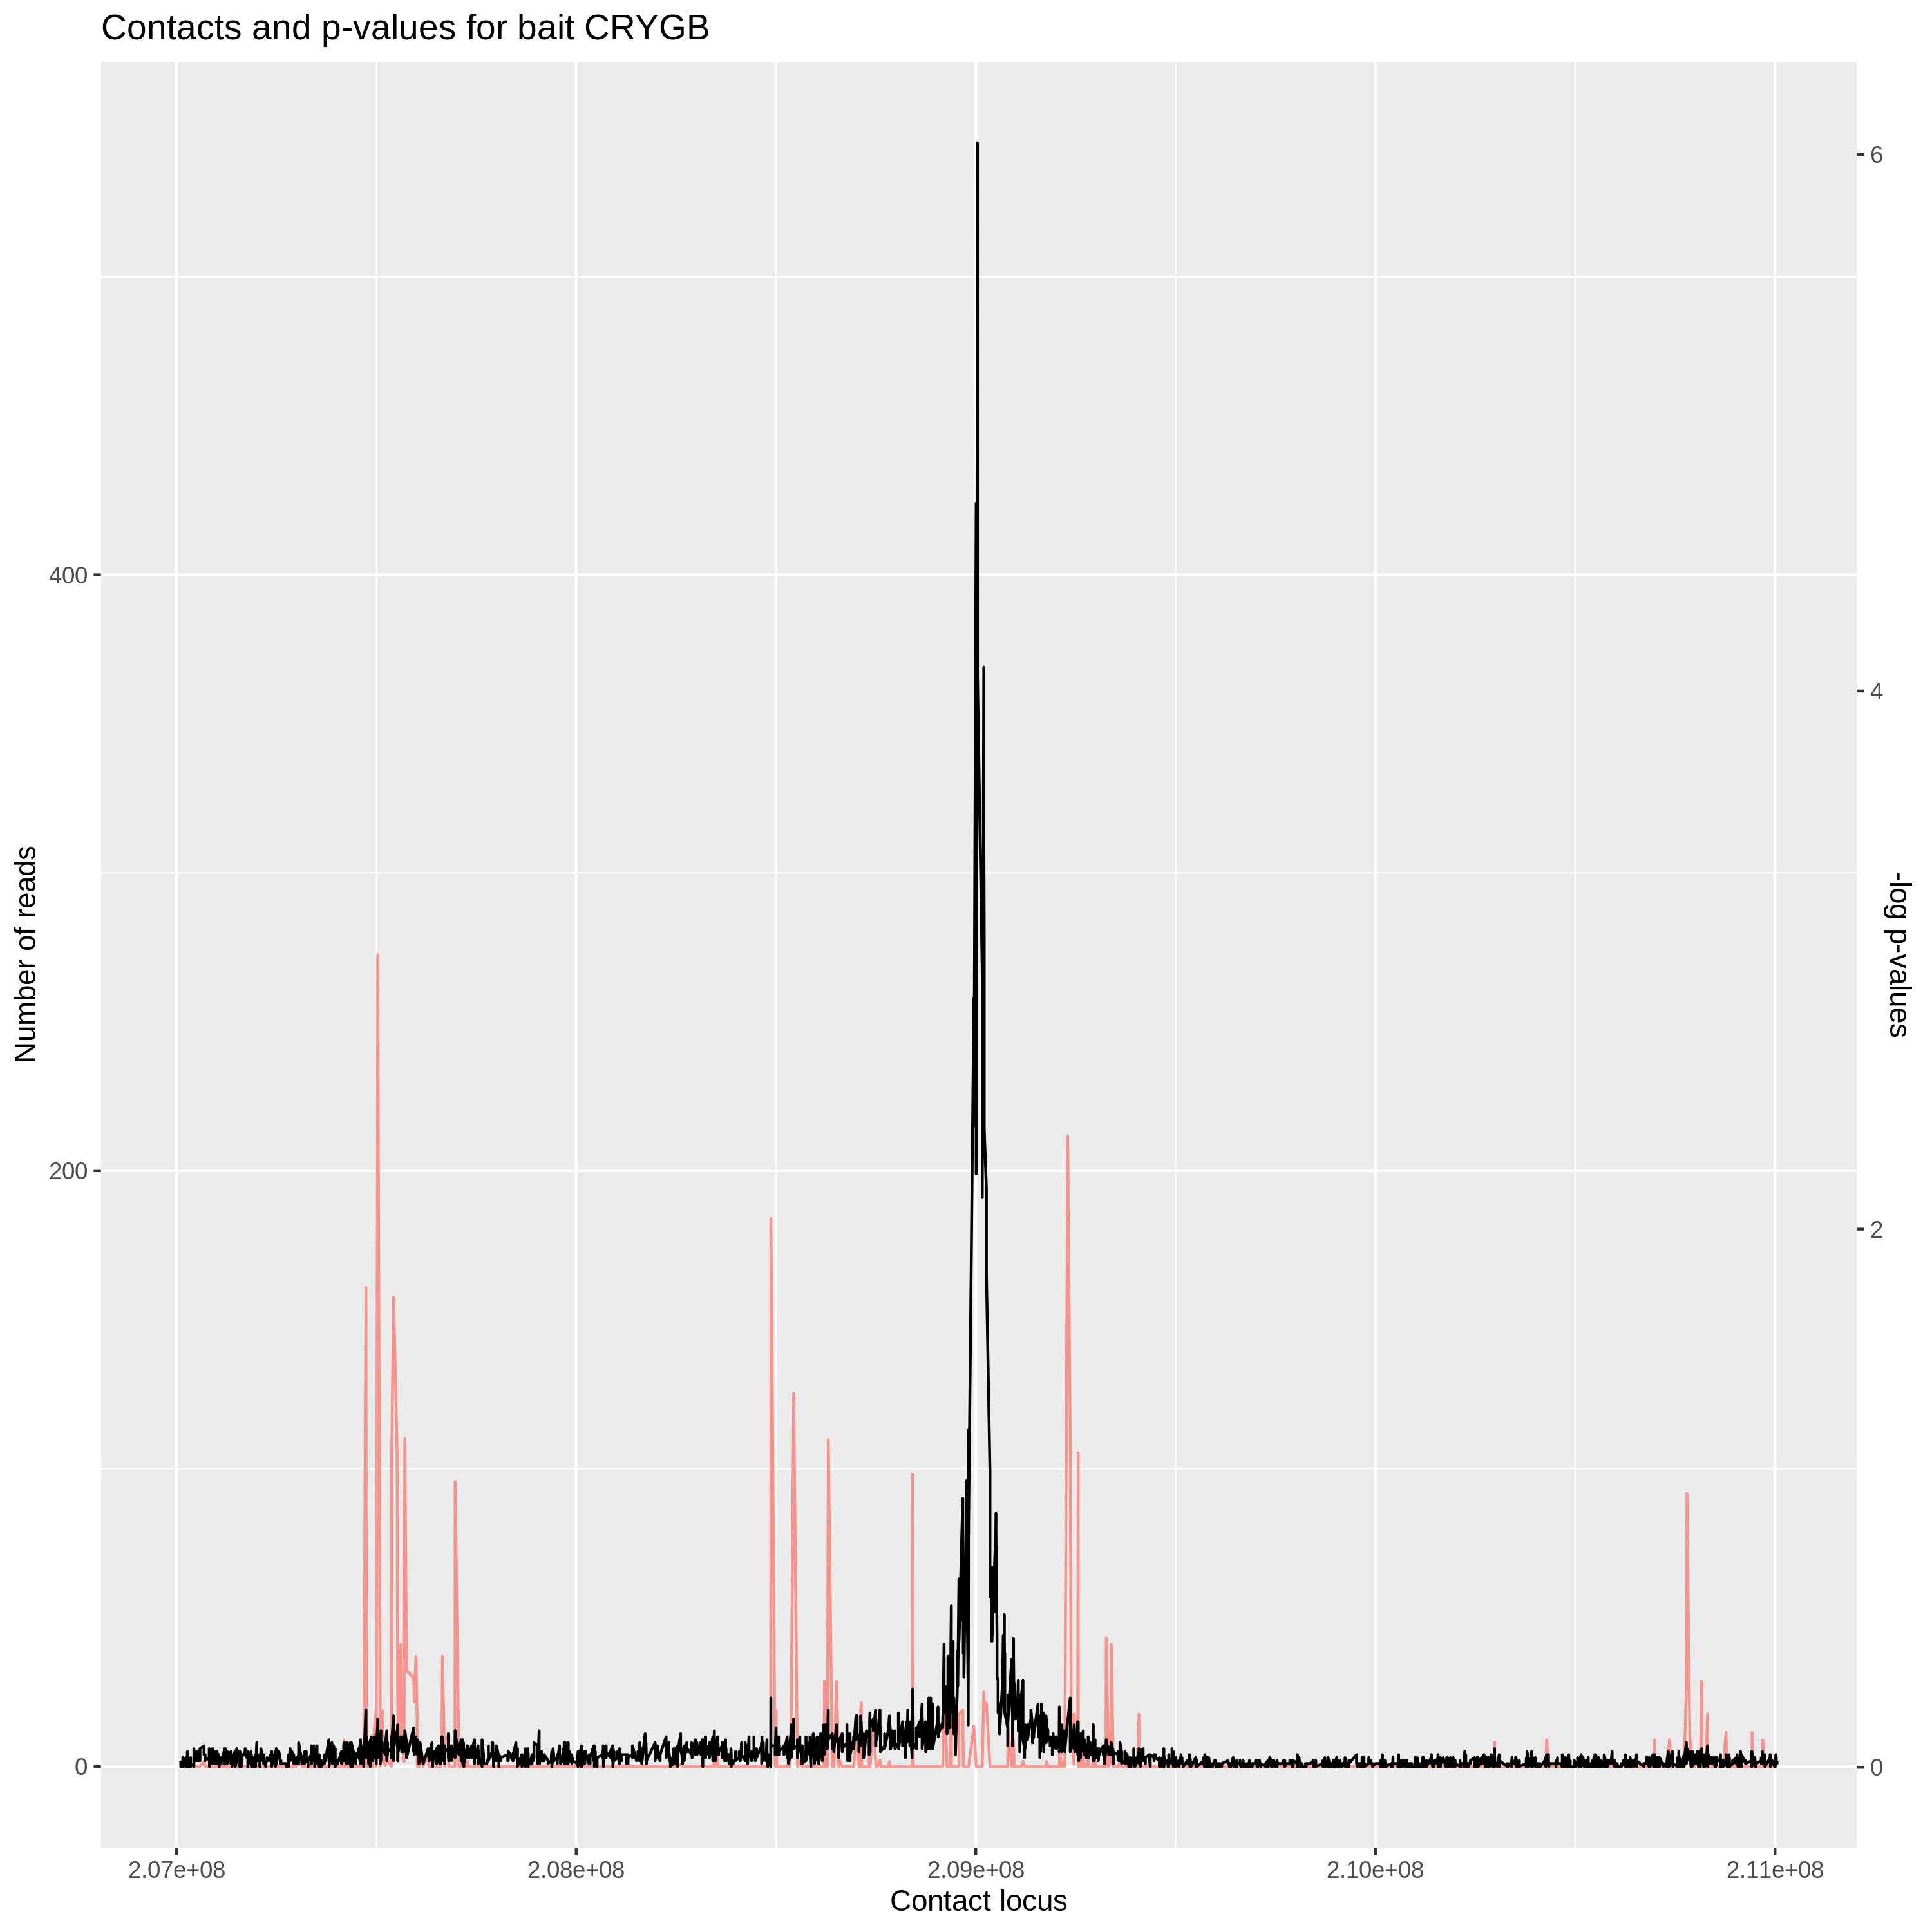 Contacts and p-values for bait CRYGB
6
400
4
Number of reads
-log p-values
200
2
0
0
2.07e+08
2.08e+08
2.09e+08
2.10e+08
2.11e+08
Contact locus